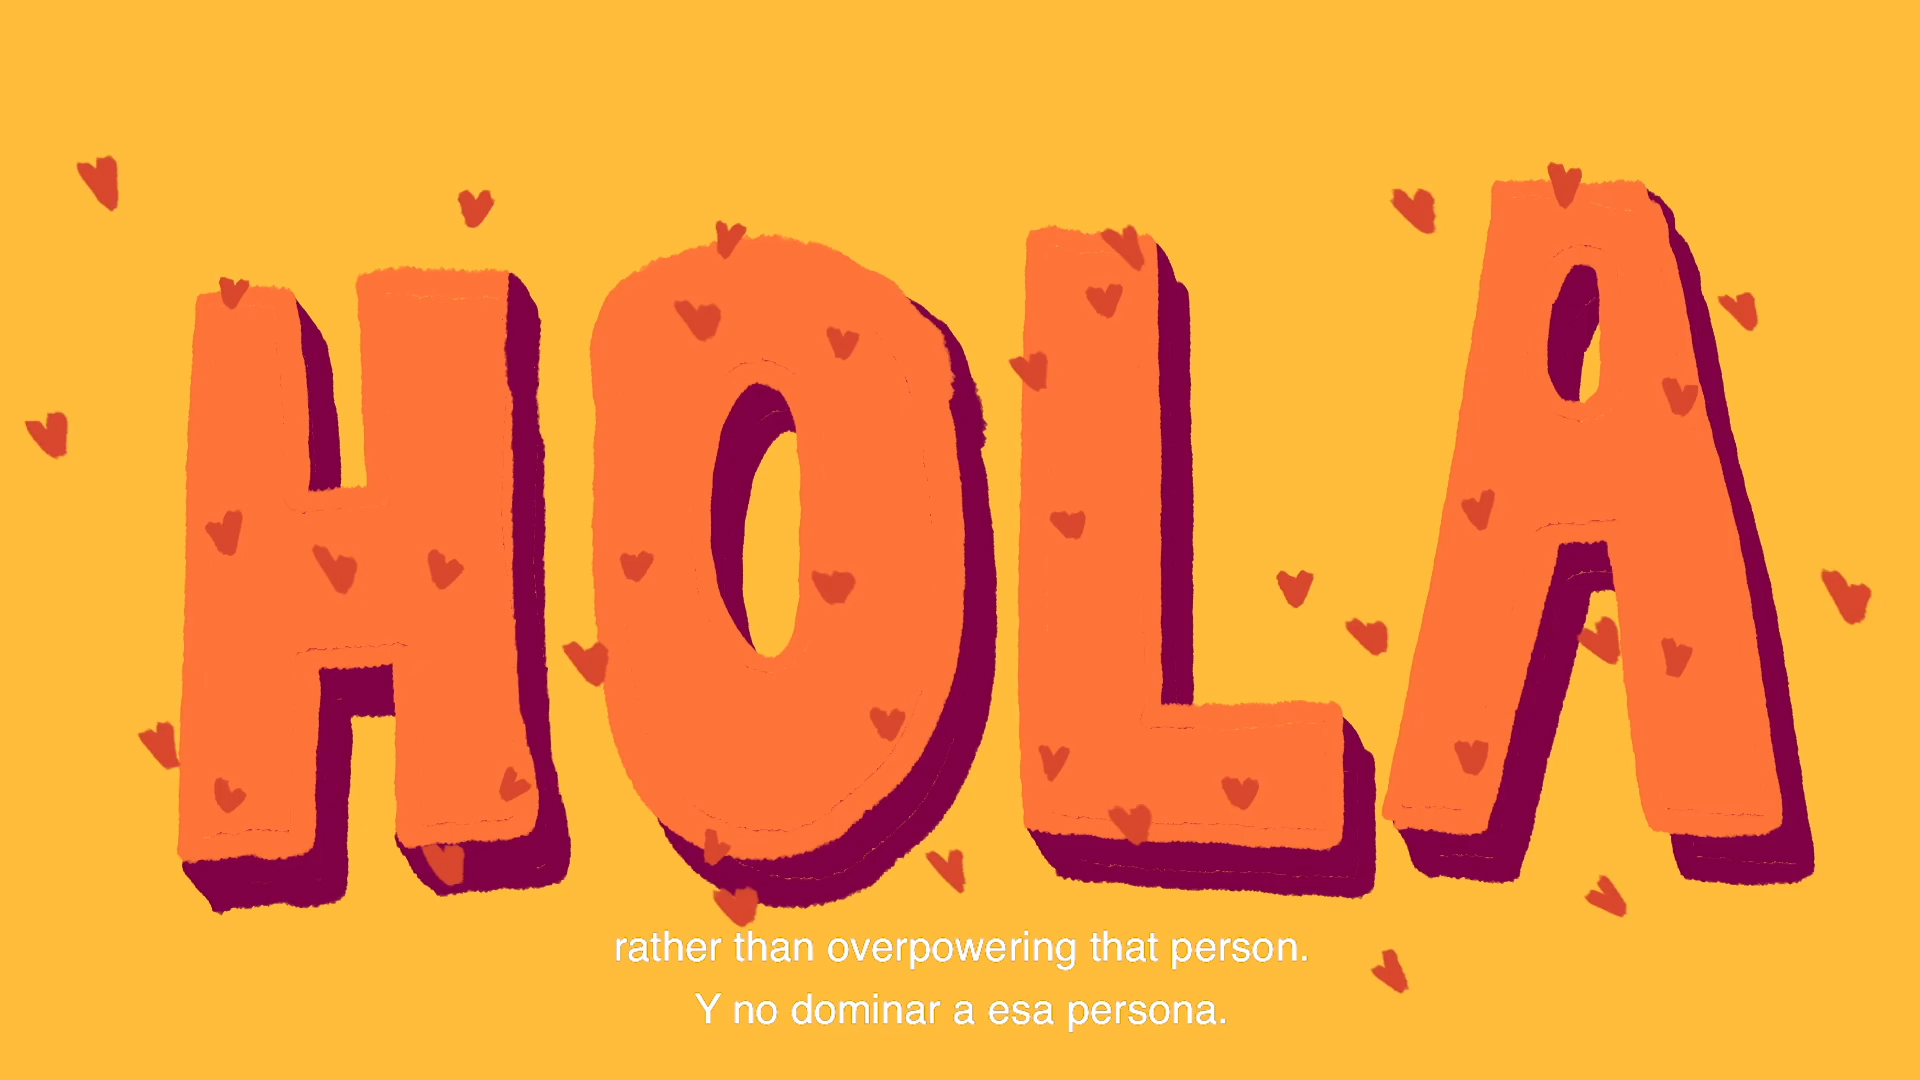 HOLA
rather than overpowering that person.
Y no dominar a esa persona.